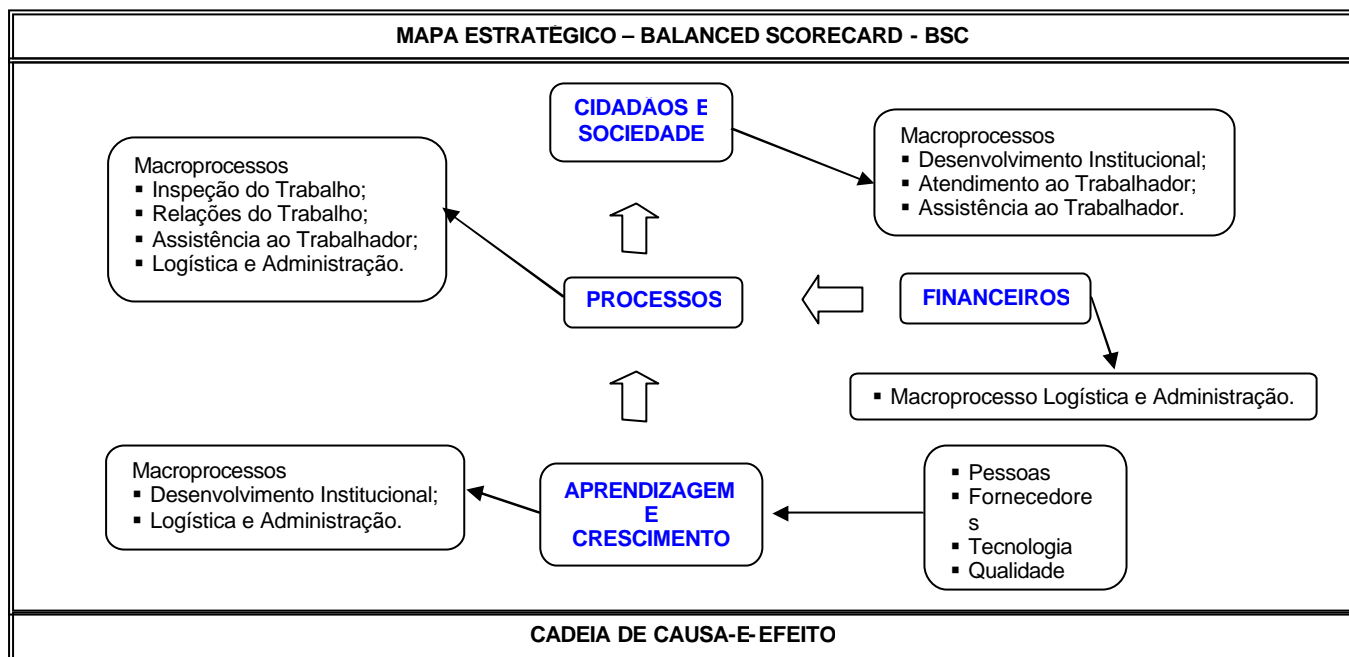 MAPA ESTRATÉGICO – BALANCED SCORECARD - BSC
CIDADÃOS E
SOCIEDADE
Macroprocessos
▪ Desenvolvimento Institucional;
▪ Atendimento ao Trabalhador;
▪ Assistência ao Trabalhador.
Macroprocessos
▪ Inspeção do Trabalho;
▪ Relações do Trabalho;
▪ Assistência ao Trabalhador;
▪ Logística e Administração.
PROCESSOS
FINANCEIROS
▪ Macroprocesso Logística e Administração.
Macroprocessos
▪ Desenvolvimento Institucional;
▪ Logística e Administração.
APRENDIZAGEM
E
CRESCIMENTO
▪ Pessoas
▪ Fornecedore
s
▪ Tecnologia
▪ Qualidade
CADEIA DE CAUSA-E-EFEITO